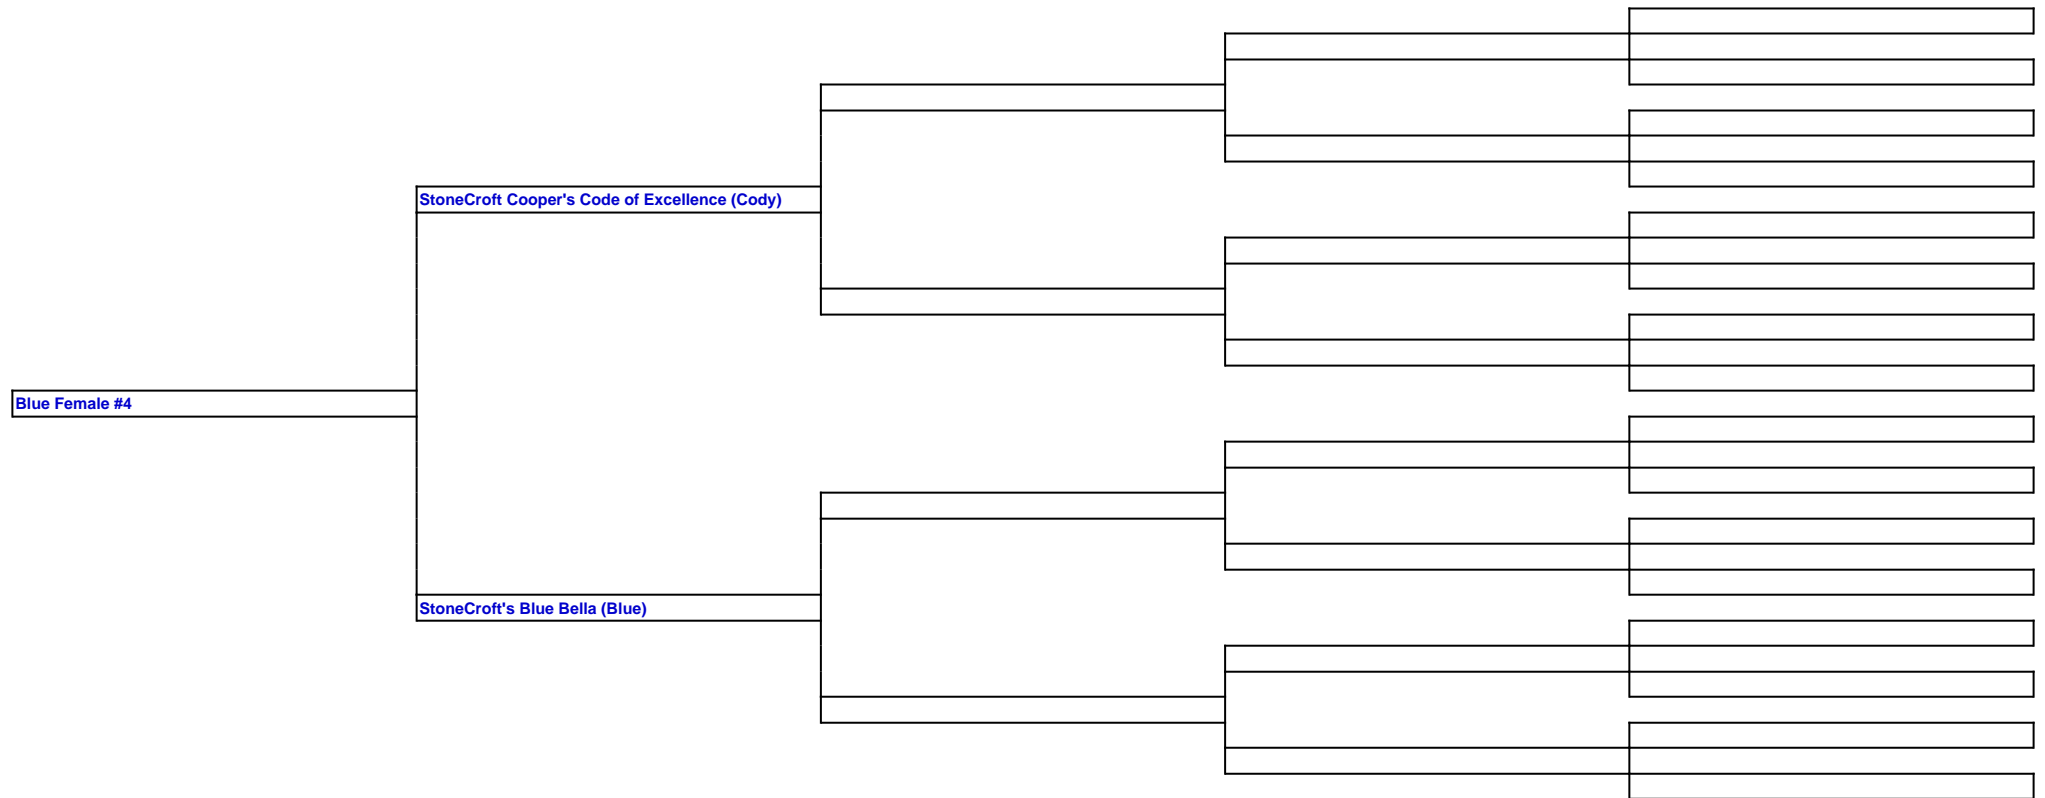 StoneCroft Cooper's Code of Excellence (Cody)
Blue Female #4
StoneCroft's Blue Bella (Blue)